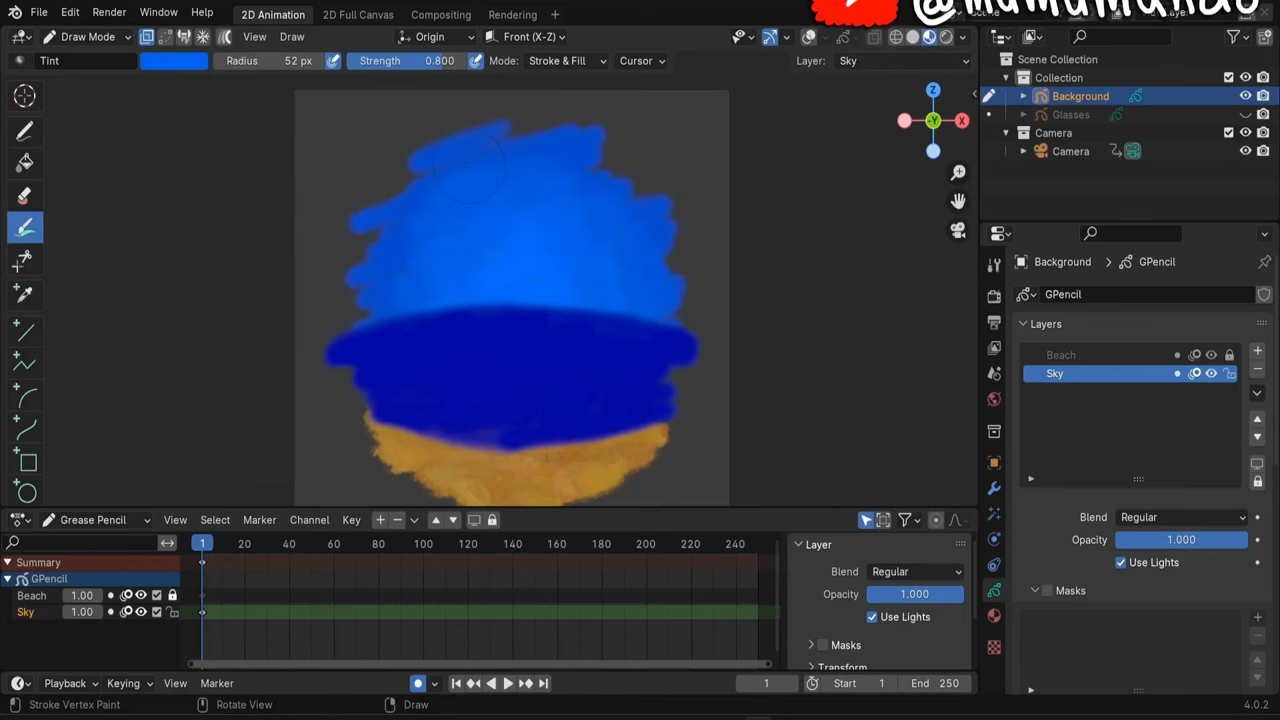 File Edit Render Window Help 2D Animation 2D Full Canvas Compositing Rendering
Draw Mode View Draw Origin Front (X-Z)
Tint Radius 52 px Strength 0.800 Mode: Stroke & Fill Cursor Layer: Sky
Z
-Y X
Scene Collection
Collection
Background
Glasses
Camera
Camera
Background GPencil
GPencil
Layers
Beach
Sky
Blend Regular
Opacity 1.000
Use Lights
Masks
Grease Pencil View Select Marker Channel Key
1 20 40 60 80 100 120 140 160 180 200 220 240
Summary
GPencil
Beach 1.00
Sky 1.00
Layer
Blend Regular
Opacity 1.000
Use Lights
Masks
Transform
Playback Keying View Marker 1 Start 1 End 250
Stroke Vertex Paint Rotate View Draw 4.0.2